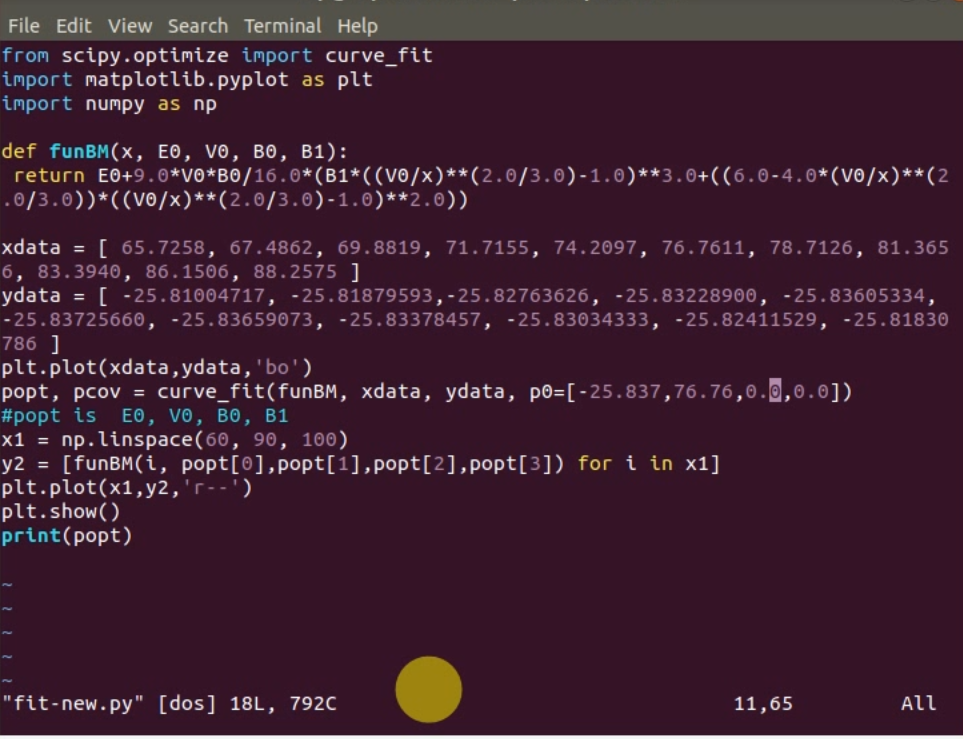 File Edit View Search Terminal Help
from scipy.optimize import curve_fit
import matplotlib.pyplot as plt
import numpy as np
def funBM(x, E0, V0, B0, B1):
 return E0+9.0*V0*B0/16.0*(B1*((V0/x)**(2.0/3.0)-1.0)**3.0+((6.0-4.0*(V0/x)**(2
.0/3.0))*((V0/x)**(2.0/3.0)-1.0)**2.0))
xdata = [ 65.7258, 67.4862, 69.8819, 71.7155, 74.2097, 76.7611, 78.7126, 81.365
6, 83.3940, 86.1506, 88.2575 ]
ydata = [ -25.81004717, -25.81879593,-25.82763626, -25.83228900, -25.83605334,
-25.83725660, -25.83659073, -25.83378457, -25.83034333, -25.82411529, -25.81830
786 ]
plt.plot(xdata,ydata,'bo')
popt, pcov = curve_fit(funBM, xdata, ydata, p0=[-25.837,76.76,0.0,0.0])
#popt is  E0, V0, B0, B1
x1 = np.linspace(60, 90, 100)
y2 = [funBM(i, popt[0],popt[1],popt[2],popt[3]) for i in x1]
plt.plot(x1,y2,'r--')
plt.show()
print(popt)
~
~
~
~
~
"fit-new.py" [dos] 18L, 792C 11,65 All